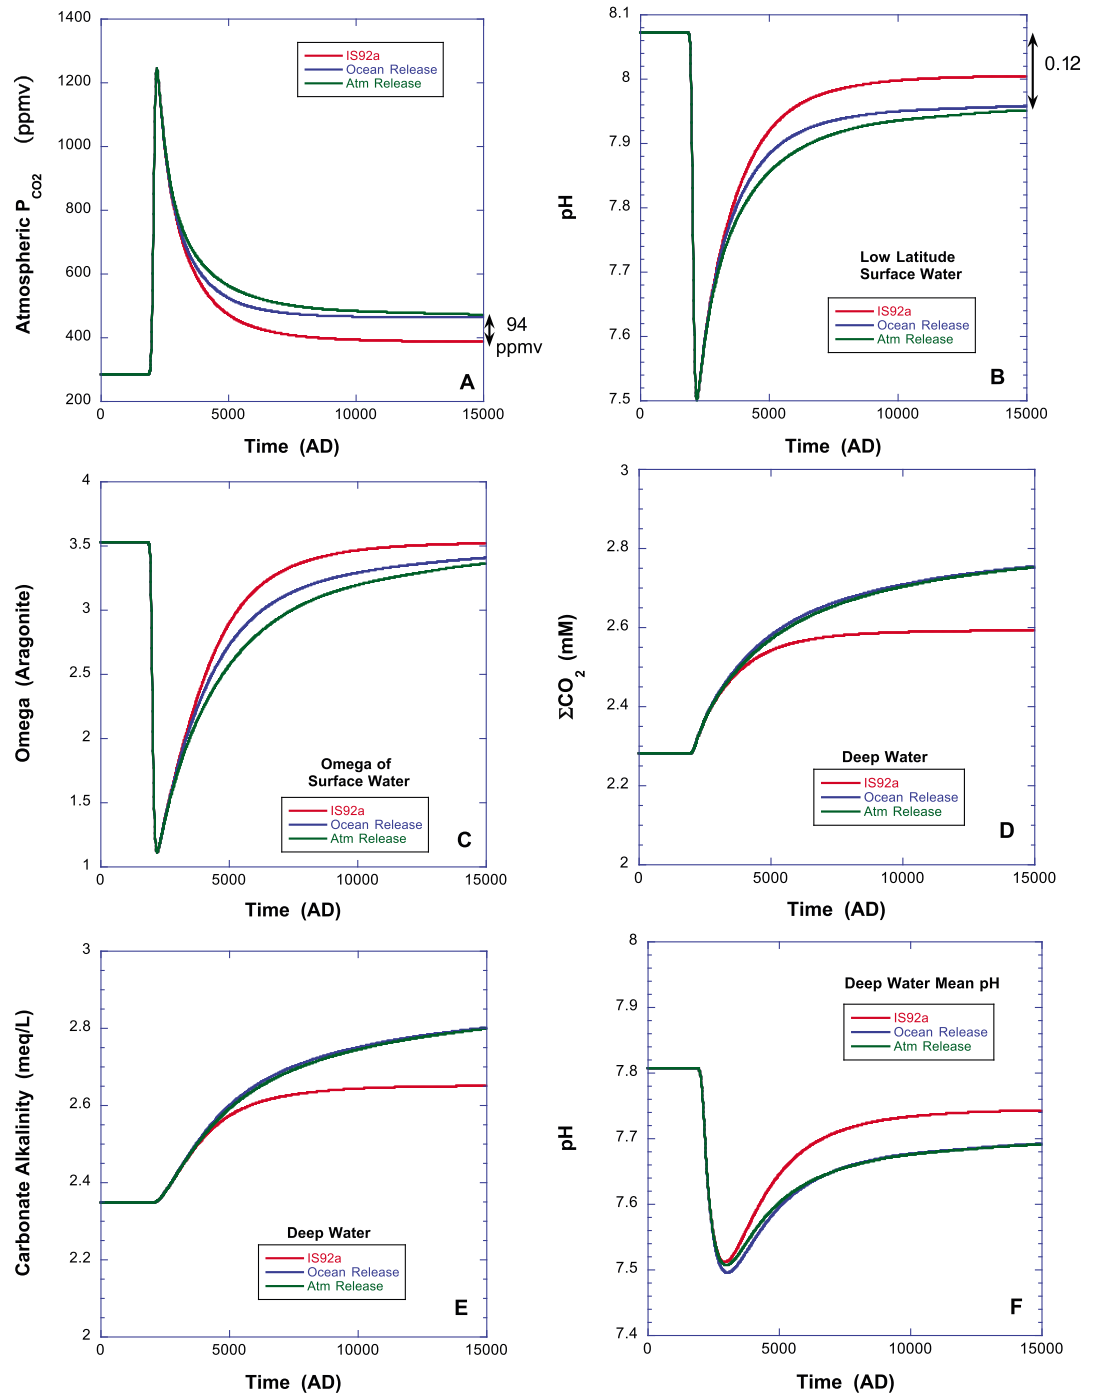 1400
1200
1000
800
600
400
200
0
5000
10000
15000
Atmospheric P CO2 (ppmv)
Time (AD)
IS92a
Ocean Release
Atm Release
94
ppmv
A
8.1
8
7.9
7.8
7.7
7.6
7.5
0
5000
10000
15000
pH
Time (AD)
0.12
Low Latitude
Surface Water
IS92a
Ocean Release
Atm Release
B
4
3.5
3
2.5
2
1.5
1
0
5000
10000
15000
Omega (Aragonite)
Time (AD)
Omega of
Surface Water
IS92a
Ocean Release
Atm Release
C
3
2.8
2.6
2.4
2.2
2
0
5000
10000
15000
ΣCO2 (mM)
Time (AD)
Deep Water
IS92a
Ocean Release
Atm Release
D
3
2.8
2.6
2.4
2.2
2
0
5000
10000
15000
Carbonate Alkalinity (meq/L)
Time (AD)
Deep Water
IS92a
Ocean Release
Atm Release
E
8
7.9
7.8
7.7
7.6
7.5
7.4
0
5000
10000
15000
pH
Time (AD)
Deep Water Mean pH
IS92a
Ocean Release
Atm Release
F